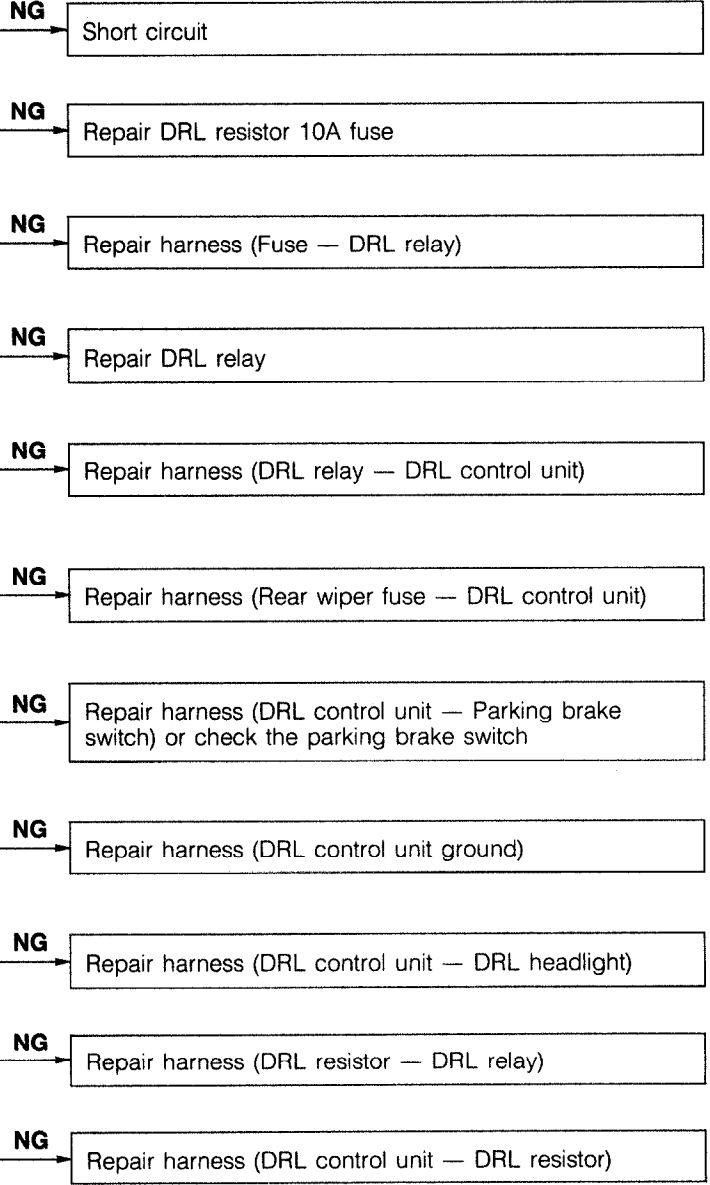 NG
Short circuit
NG
Repair DRL resistor 10A fuse
NG
Repair harness (Fuse — DRL relay)
NG
Repair DRL relay
NG
Repair harness (DRL relay — DRL control unit)
NG
Repair harness (Rear wiper fuse — DRL control unit)
NG
Repair harness (DRL control unit — Parking brake
switch) or check the parking brake switch
NG
Repair harness (DRL control unit ground)
NG
Repair harness (DRL control unit — DRL headlight)
NG
Repair harness (DRL resistor — DRL relay)
NG
Repair harness (DRL control unit — DRL resistor)